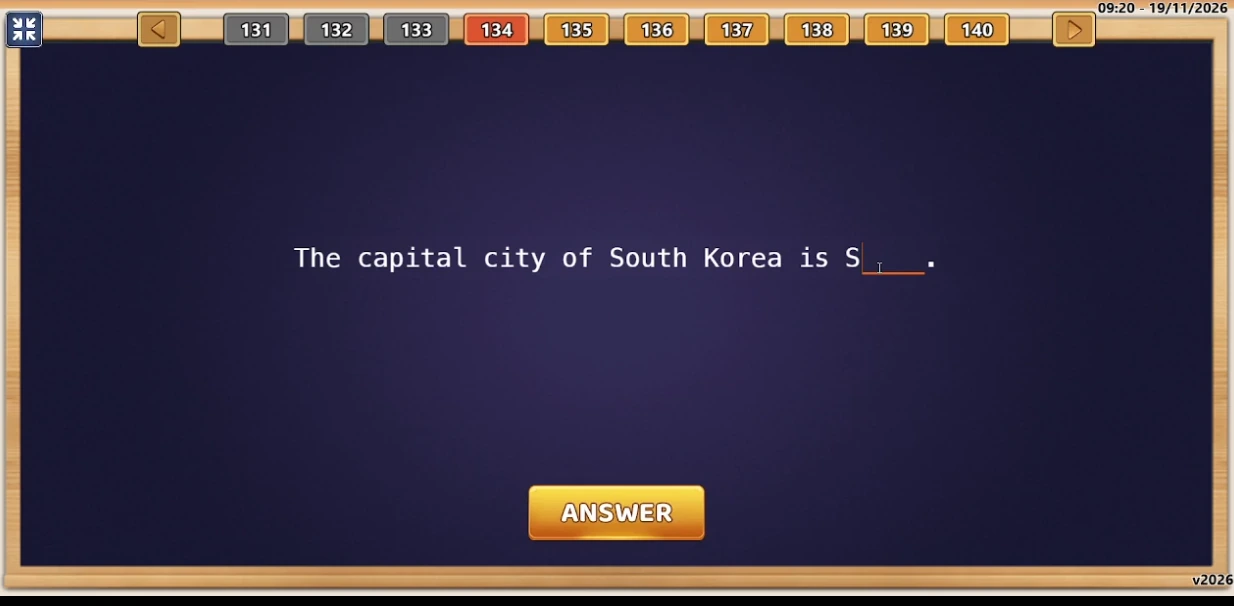 09:20 - 19/11/2026
131 132 133 134 135 136 137 138 139 140
The capital city of South Korea is S____.
ANSWER
v2026